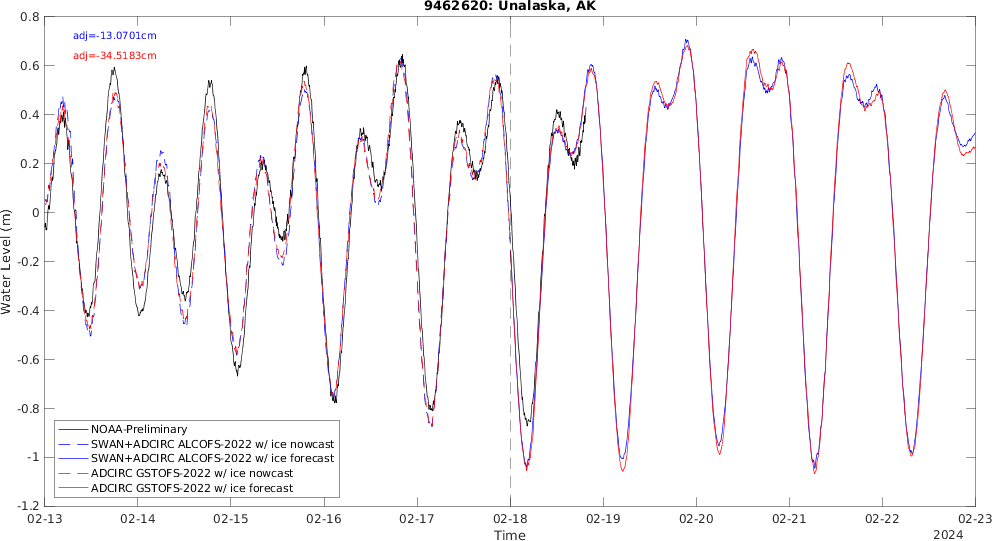 9462620: Unalaska, AK
adj=-13.0701cm
adj=-34.5183cm
0.8
0.6
0.4
0.2
0
-0.2
-0.4
-0.6
-0.8
-1
-1.2
Water Level (m)
NOAA-Preliminary
SWAN+ADCIRC ALCOFS-2022 w/ ice nowcast
SWAN+ADCIRC ALCOFS-2022 w/ ice forecast
ADCIRC GSTOFS-2022 w/ ice nowcast
ADCIRC GSTOFS-2022 w/ ice forecast
02-13 02-14 02-15 02-16 02-17 02-18 02-19 02-20 02-21 02-22 02-23
Time
2024